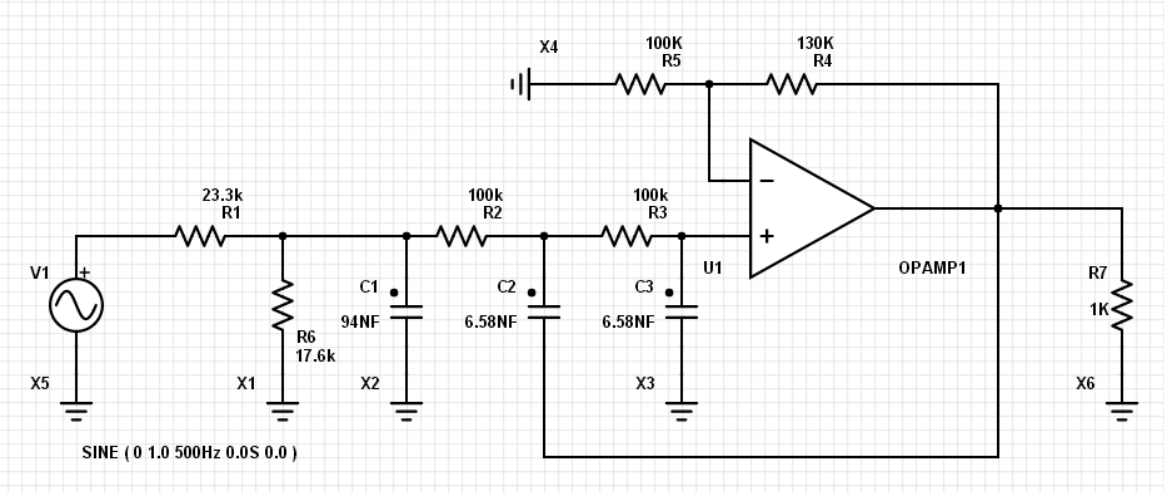 X4
100K
R5
130K
R4
23.3k
R1
100k
R2
100k
R3
V1
+
−
+
U1
OPAMP1
R7
1K
C1
94NF
C2
6.58NF
C3
6.58NF
R6
17.6k
X5
X1
X2
X3
X6
SINE ( 0 1.0 500Hz 0.0S 0.0 )